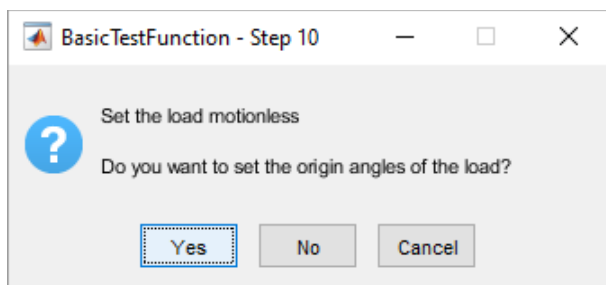 BasicTestFunction - Step 10
Set the load motionless
Do you want to set the origin angles of the load?
Yes No Cancel